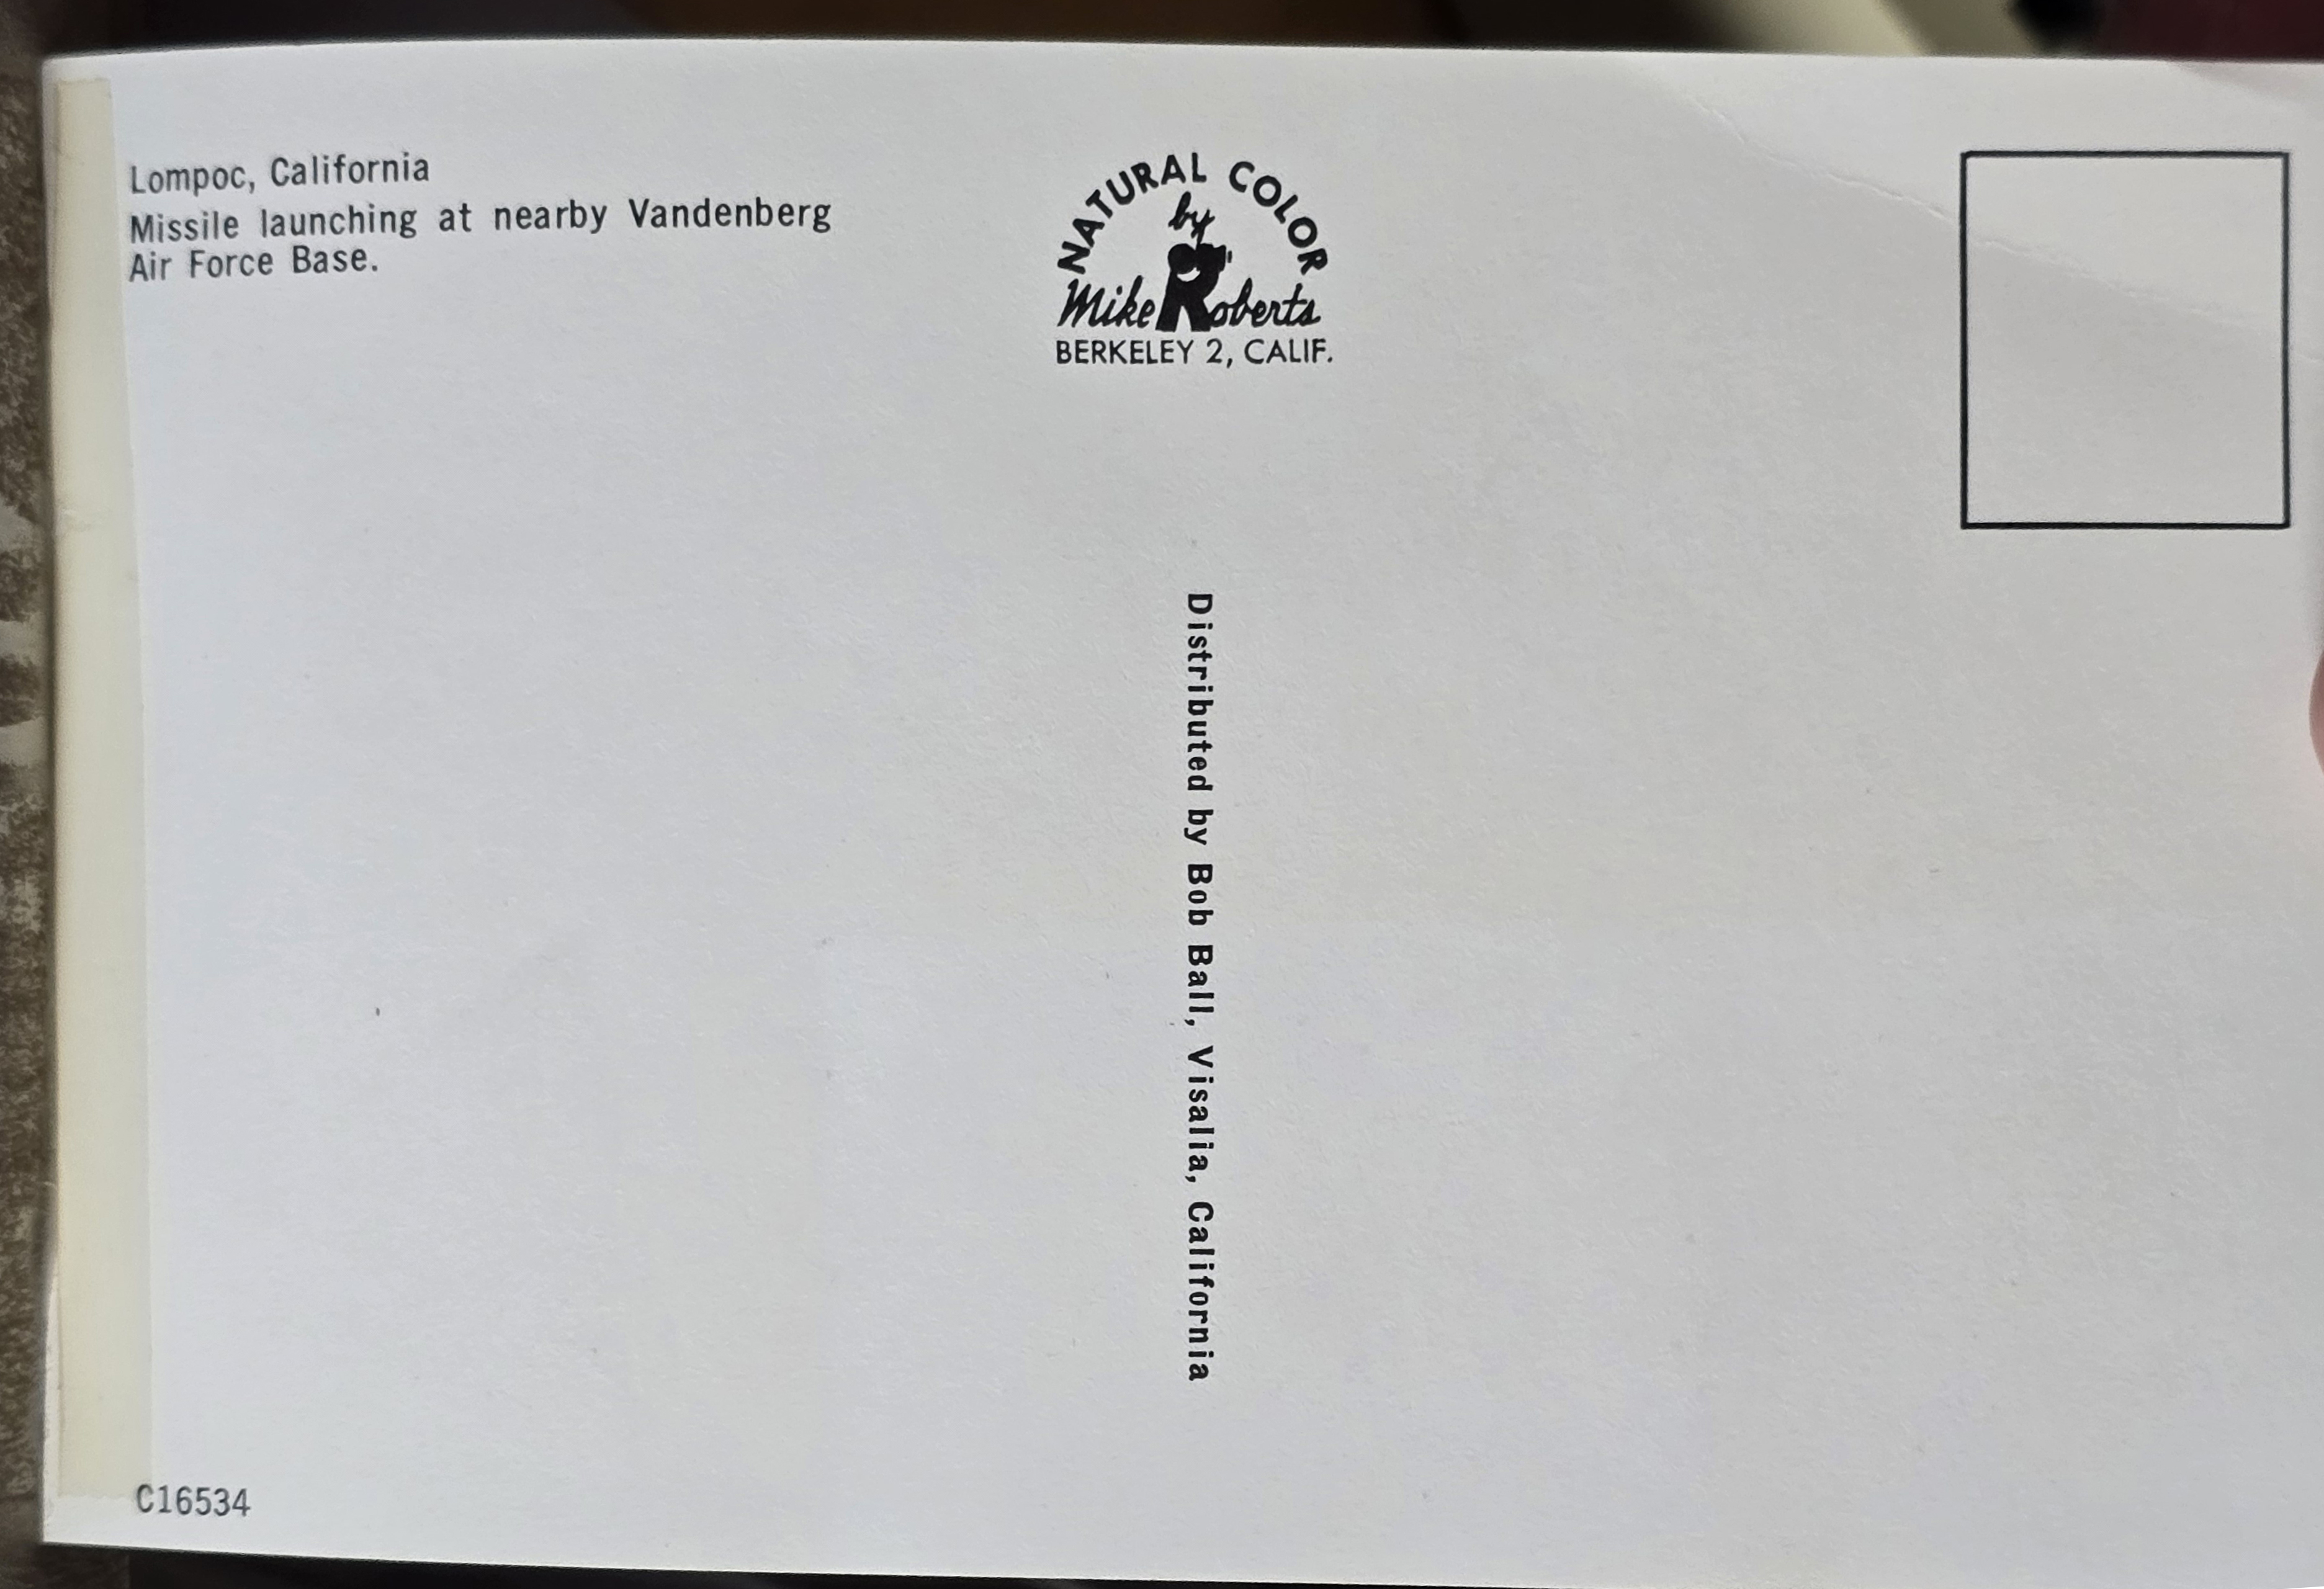 Lompoc, California
Missile launching at nearby Vandenberg
Air Force Base.
NATURAL COLOR
by
Mike Roberts
BERKELEY 2, CALIF.
Distributed by Bob Ball, Visalia, California
C16534